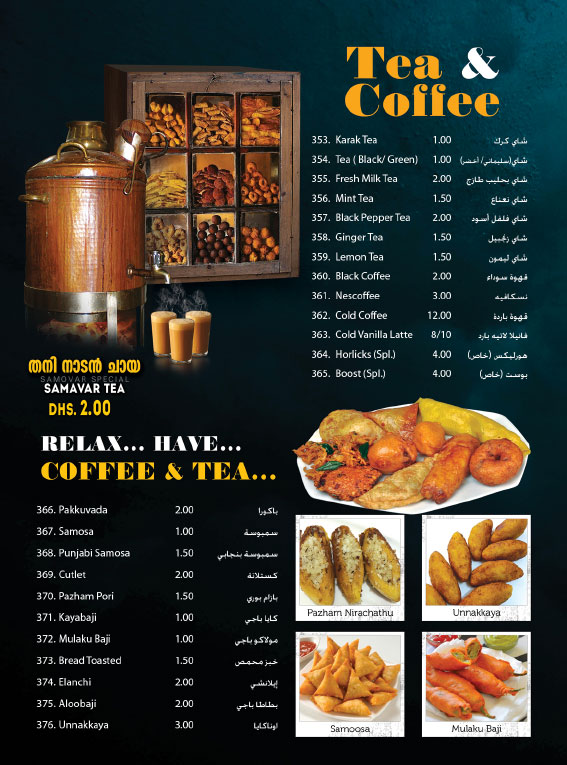 Tea &
Coffee
353. Karak Tea 1.00 شاي كرك
354. Tea ( Black/ Green) 1.00 شاي(سليماني/ أخضر)
355. Fresh Milk Tea 2.00 شاي بحليب طازج
356. Mint Tea 1.50 شاي نعناع
357. Black Pepper Tea 2.00 شاي فلفل أسود
358. Ginger Tea 1.50 شاي زنجبيل
359. Lemon Tea 1.50 شاي ليمون
360. Black Coffee 2.00 قهوة سوداء
361. Nescoffee 3.00 نسكافيه
362. Cold Coffee 12.00 قهوة باردة
363. Cold Vanilla Latte 8/10 فانيلا لاتيه بارد
364. Horlicks (Spl.) 4.00 هورليكس (خاص)
365. Boost (Spl.) 4.00 بوست (خاص)
തനി നാടൻ ചായ
SAMOVAR SPECIAL
SAMAVAR TEA
DHS. 2.00
RELAX... HAVE...
COFFEE & TEA...
366. Pakkuvada 2.00 باكورا
367. Samosa 1.00 سمبوسة
368. Punjabi Samosa 1.50 سمبوسة بنجابي
369. Cutlet 2.00 كستلاتة
370. Pazham Pori 1.50 بازام بوري
371. Kayabaji 1.00 كايا باجي
372. Mulaku Baji 1.00 مولاكو باجي
373. Bread Toasted 1.50 خبز محمص
374. Elanchi 2.00 إيلانشي
375. Aloobaji 2.00 بطاطا باجي
376. Unnakkaya 3.00 اوناكايا
Pazham Nirachathu
Unnakkaya
Samoosa
Mulaku Baji